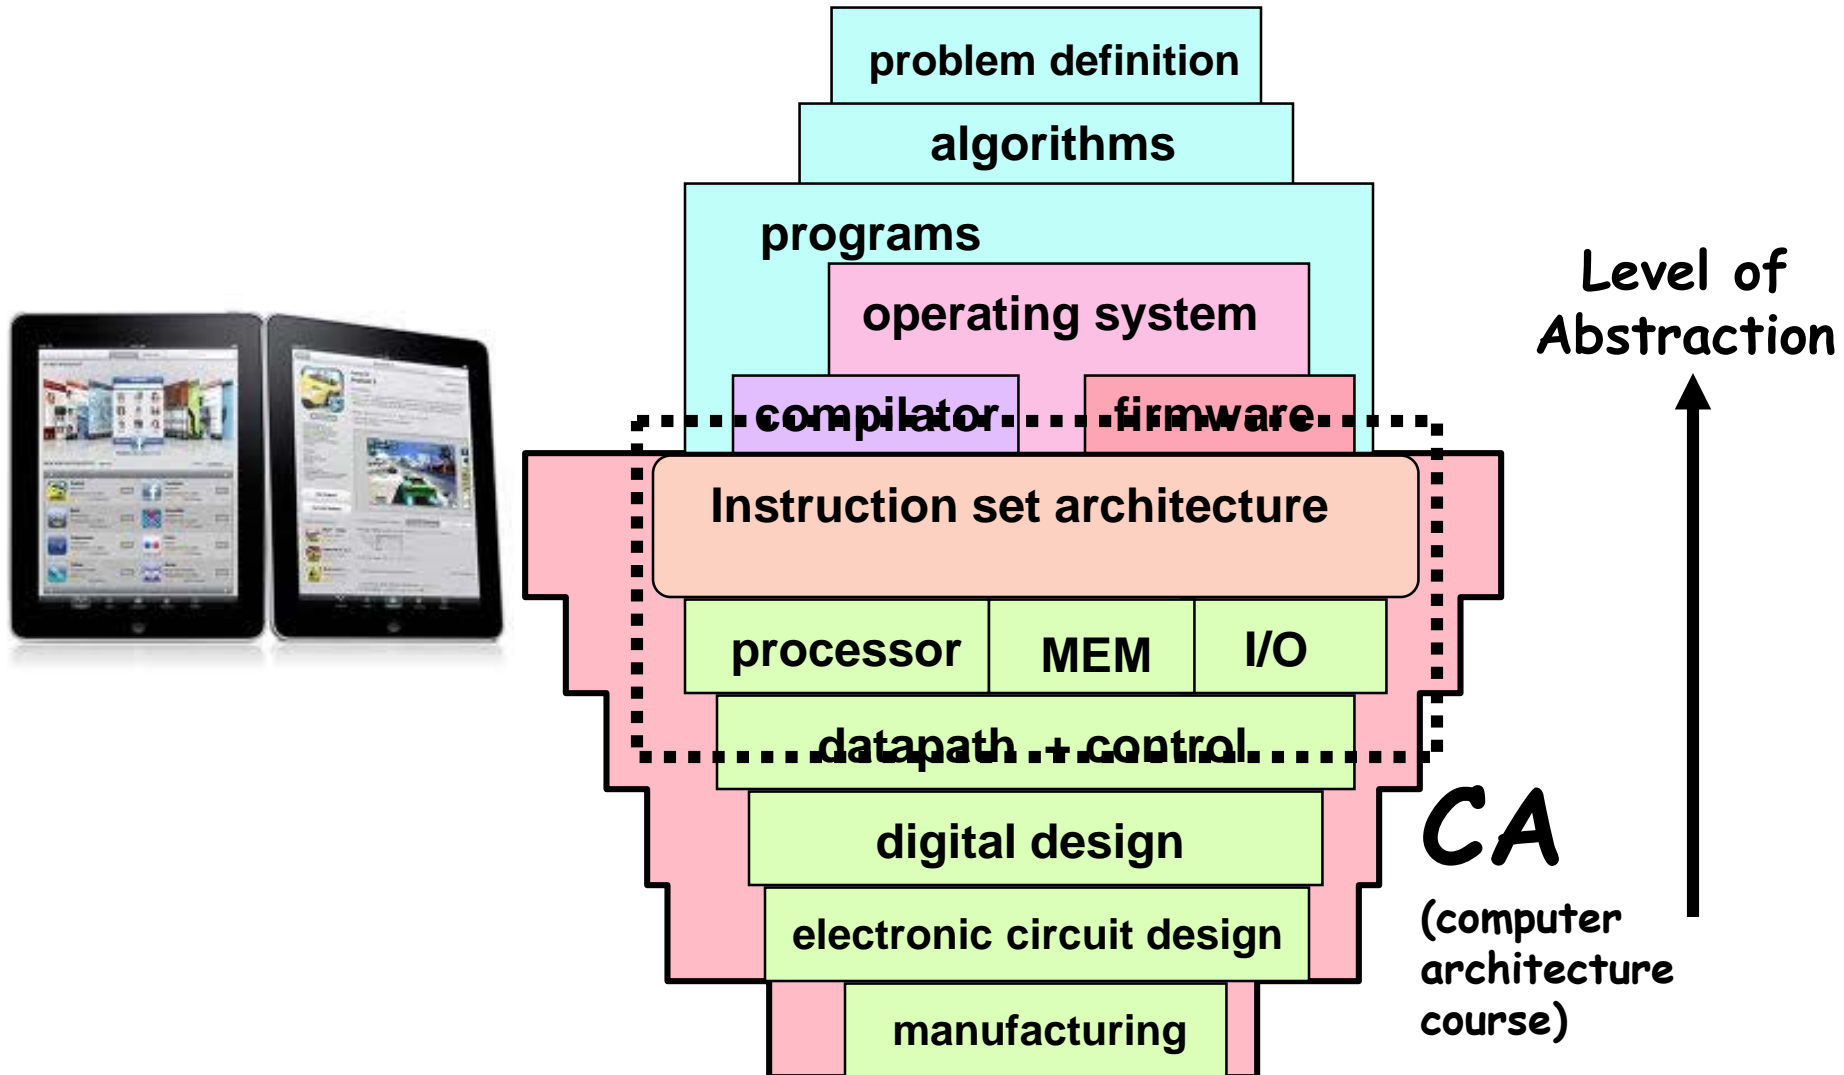 problem definition
algorithms
programs
operating system
compilator
firmware
Instruction set architecture
processor
MEM
I/O
datapath + control
digital design
electronic circuit design
manufacturing
Level of
Abstraction
CA
(computer
architecture
course)